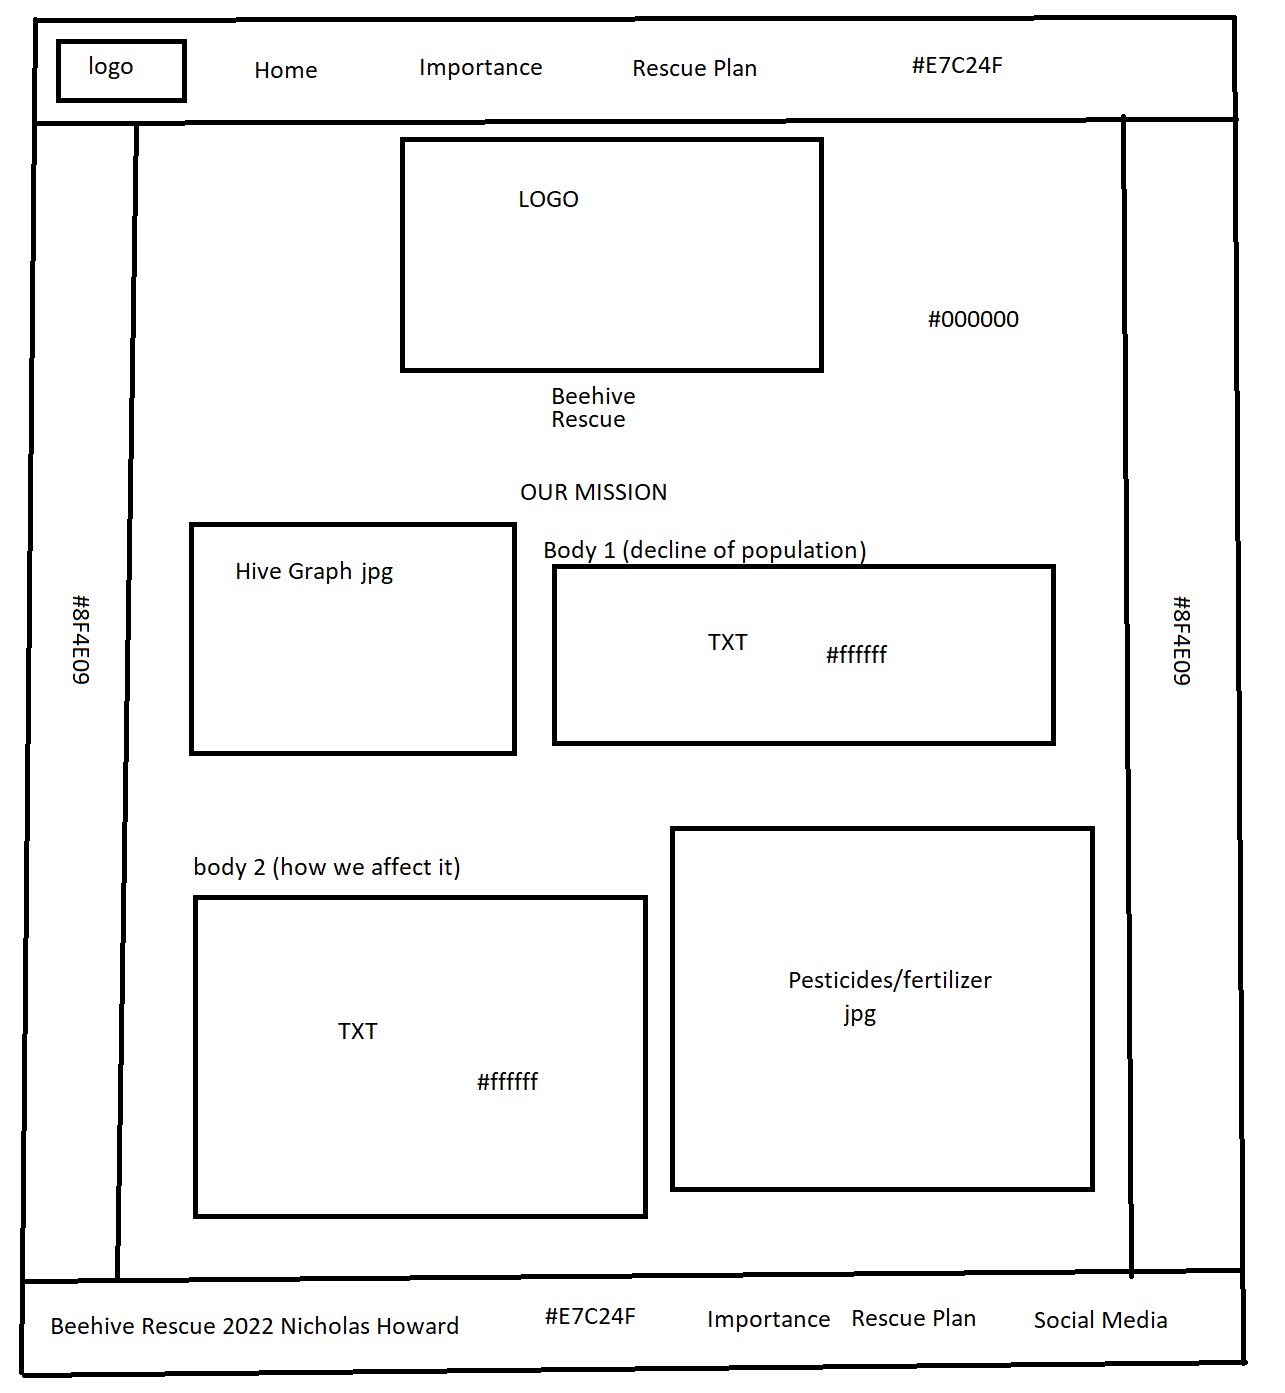 logo
Home
Importance
Rescue Plan
#E7C24F
LOGO
#000000
Beehive
Rescue
OUR MISSION
Hive Graph jpg
Body 1 (decline of population)
TXT
#ffffff
#8F4E09
#8F4E09
body 2 (how we affect it)
TXT
#ffffff
Pesticides/fertilizer
jpg
Beehive Rescue 2022 Nicholas Howard
#E7C24F
Importance
Rescue Plan
Social Media